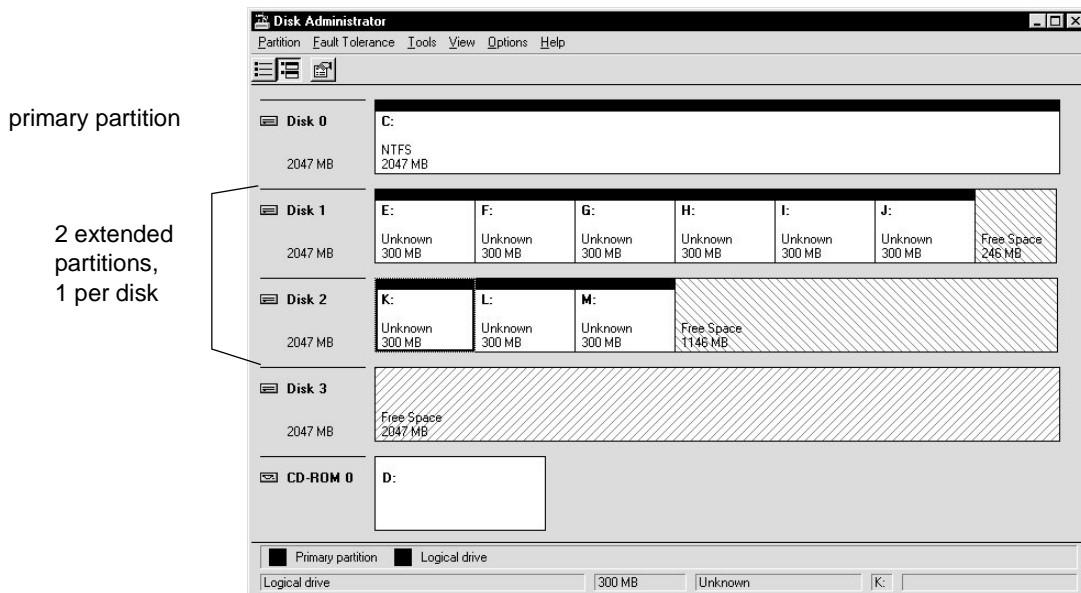 Disk Administrator
Partition Fault Tolerance Tools View Options Help
primary partition
Disk 0
2047 MB
C:
NTFS
2047 MB
2 extended
partitions,
1 per disk
Disk 1
2047 MB
E:
Unknown
300 MB
F:
Unknown
300 MB
G:
Unknown
300 MB
H:
Unknown
300 MB
I:
Unknown
300 MB
J:
Unknown
300 MB
Free Space
246 MB
Disk 2
2047 MB
K:
Unknown
300 MB
L:
Unknown
300 MB
M:
Unknown
300 MB
Free Space
1146 MB
Disk 3
2047 MB
Free Space
2047 MB
CD-ROM 0
D:
Primary partition Logical drive
Logical drive 300 MB Unknown K: